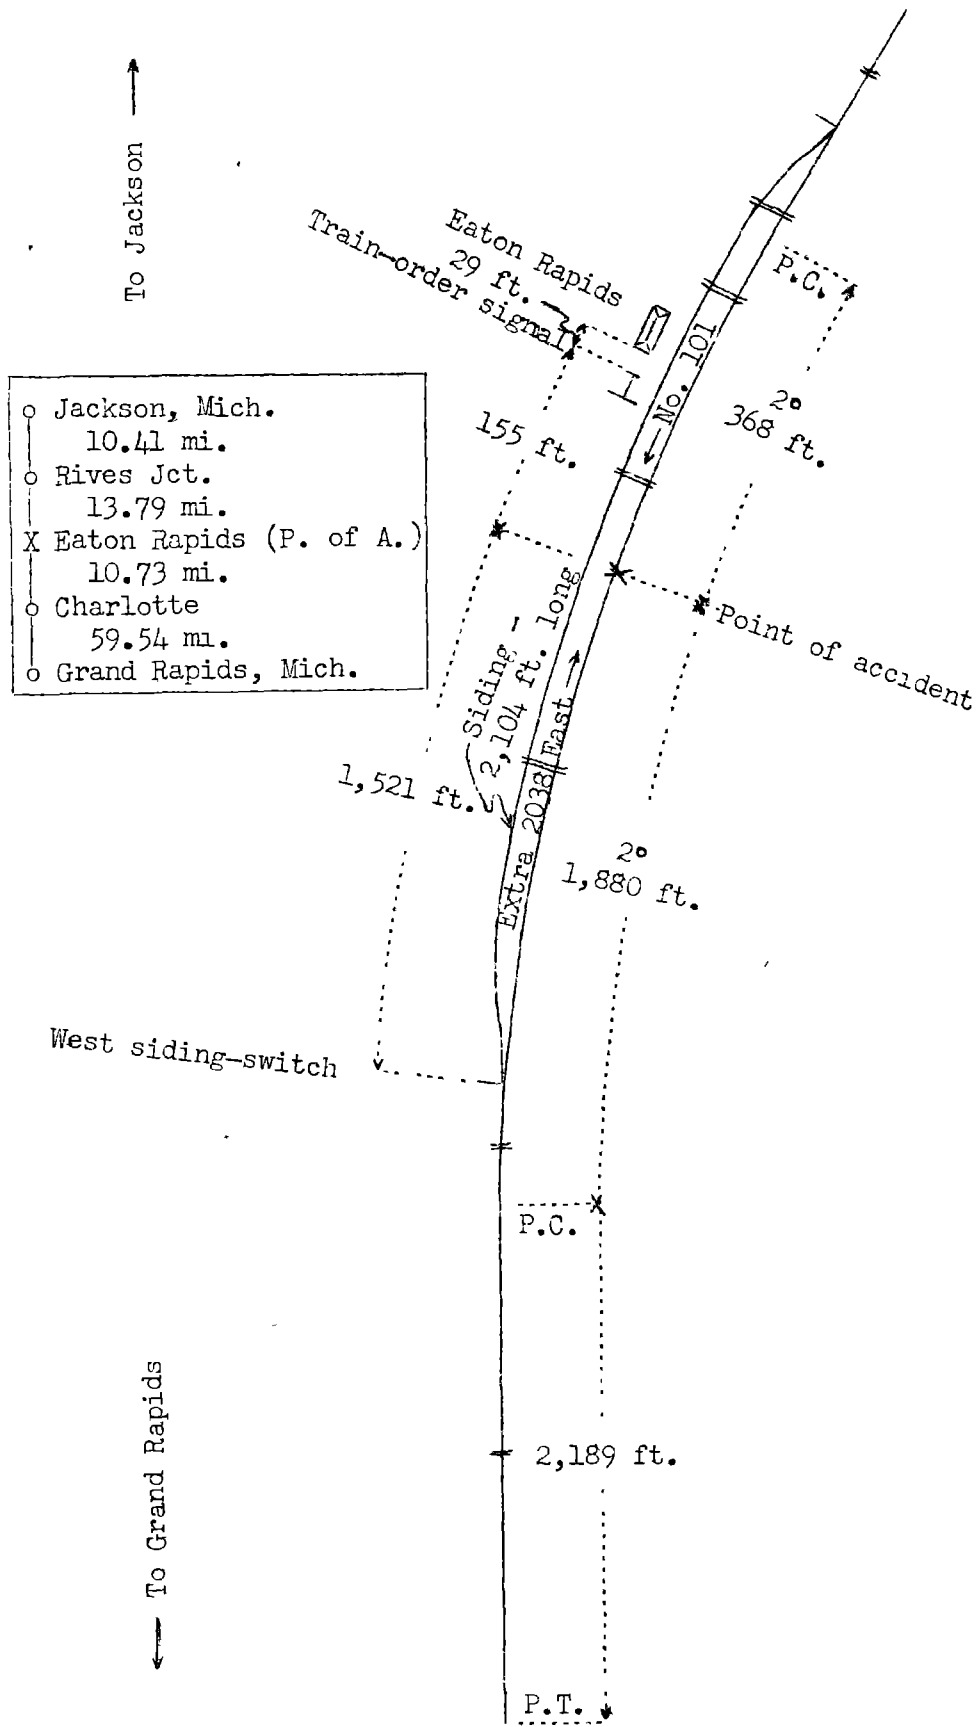 To Jackson
Eaton Rapids
29 ft.
Train-order signal
P.C.
No. 101
2°
368 ft.
155 ft.
Jackson, Mich.
10.41 mi.
Rives Jct.
13.79 mi.
X Eaton Rapids (P. of A.)
10.73 mi.
Charlotte
59.54 mi.
Grand Rapids, Mich.
Point of accident
Siding -
2,104 ft. long
Extra 2038 East
1,521 ft.
2°
1,880 ft.
West siding-switch
P.C.
To Grand Rapids
2,189 ft.
P.T.